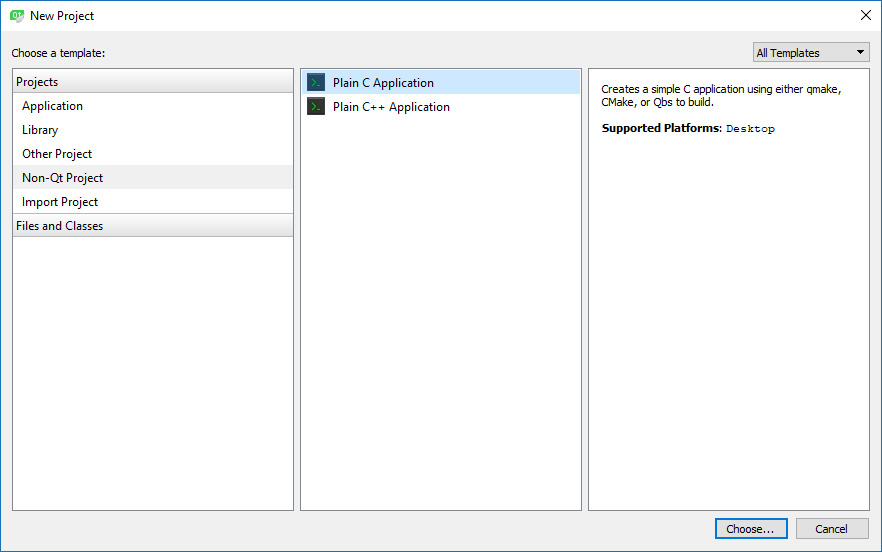 New Project
Choose a template:
All Templates
Projects
Application
Library
Other Project
Non-Qt Project
Import Project
Files and Classes
Plain C Application
Plain C++ Application
Creates a simple C application using either qmake,
CMake, or Qbs to build.
Supported Platforms: Desktop
Choose...
Cancel